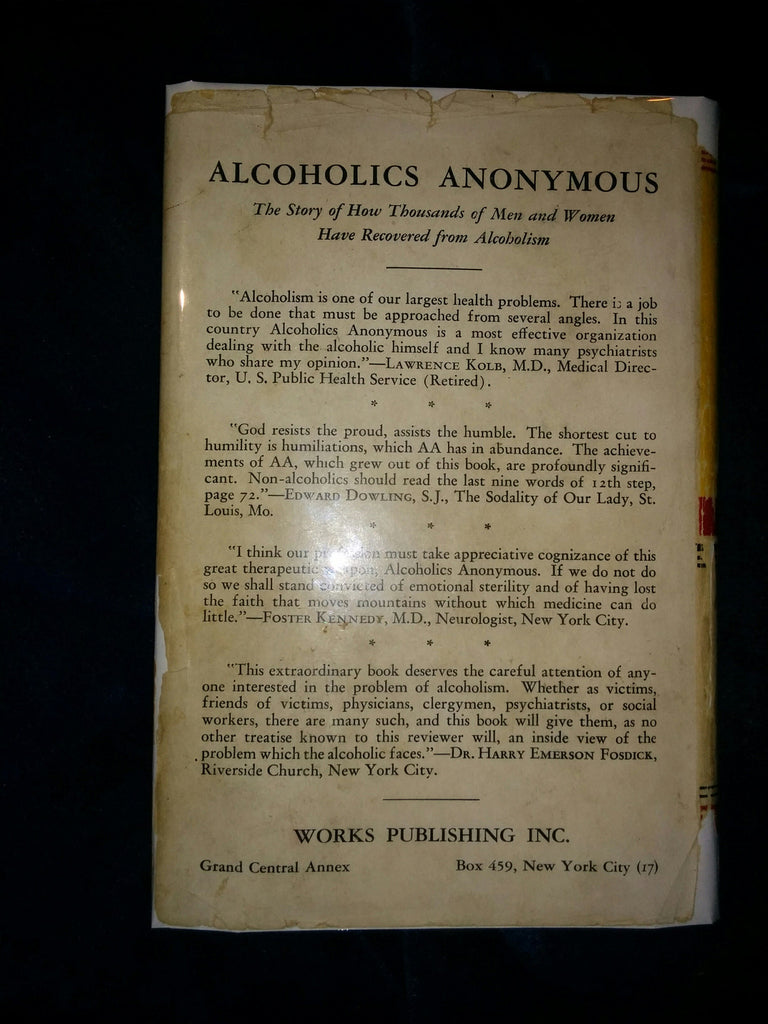 ALCOHOLICS ANONYMOUS
The Story of How Thousands of Men and Women
Have Recovered from Alcoholism
"Alcoholism is one of our largest health problems. There is a job
to be done that must be approached from several angles. In this
country Alcoholics Anonymous is a most effective organization
dealing with the alcoholic himself and I know many psychiatrists
who share my opinion."—LAWRENCE KOLB, M.D., Medical Direc-
tor, U. S. Public Health Service (Retired).
* * *
"God resists the proud, assists the humble. The shortest cut to
humility is humiliations, which AA has in abundance. The achieve-
ments of AA, which grew out of this book, are profoundly signifi-
cant. Non-alcoholics should read the last nine words of 12th step,
page 72."—EDWARD DOWLING, S.J., The Sodality of Our Lady, St.
Louis, Mo.
* * *
"I think our must take appreciative cognizance of this
great therapeutic Alcoholics Anonymous. If we do not do
so we shall stand convicted of emotional sterility and of having lost
the faith that moves mountains without which medicine can do
little."—FOSTER KENNEDY, M.D., Neurologist, New York City.
* * *
"This extraordinary book deserves the careful attention of any-
one interested in the problem of alcoholism. Whether as victims,
friends of victims, physicians, clergymen, psychiatrists, or social
workers, there are many such, and this book will give them, as no
other treatise known to this reviewer will, an inside view of the
problem which the alcoholic faces."—DR. HARRY EMERSON FOSDICK,
Riverside Church, New York City.
WORKS PUBLISHING INC.
Grand Central Annex Box 459, New York City (17)